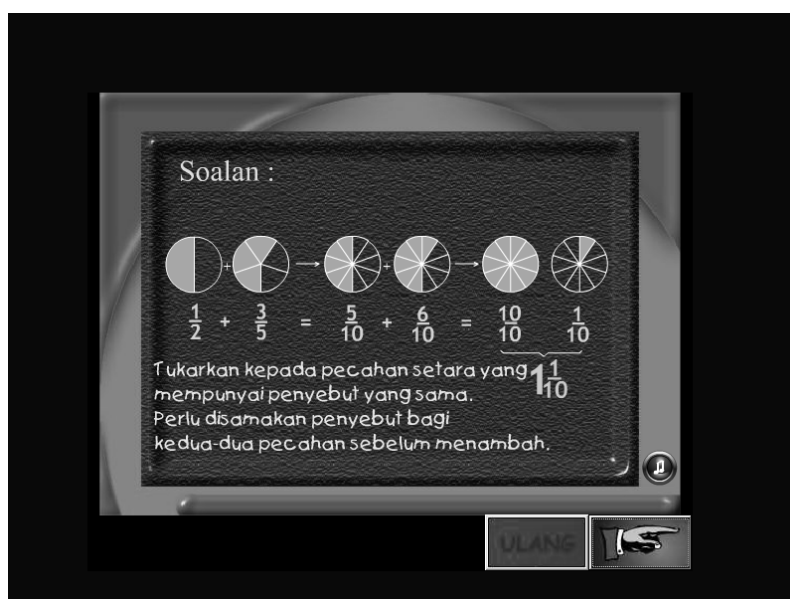 Soalan :
1/2 + 3/5 = 5/10 + 6/10 = 10/10 1/10
Tukarkan kepada pecahan setara yang 1 1/10
mempunyai penyebut yang sama.
Perlu disamakan penyebut bagi
kedua-dua pecahan sebelum menambah.
ULANG